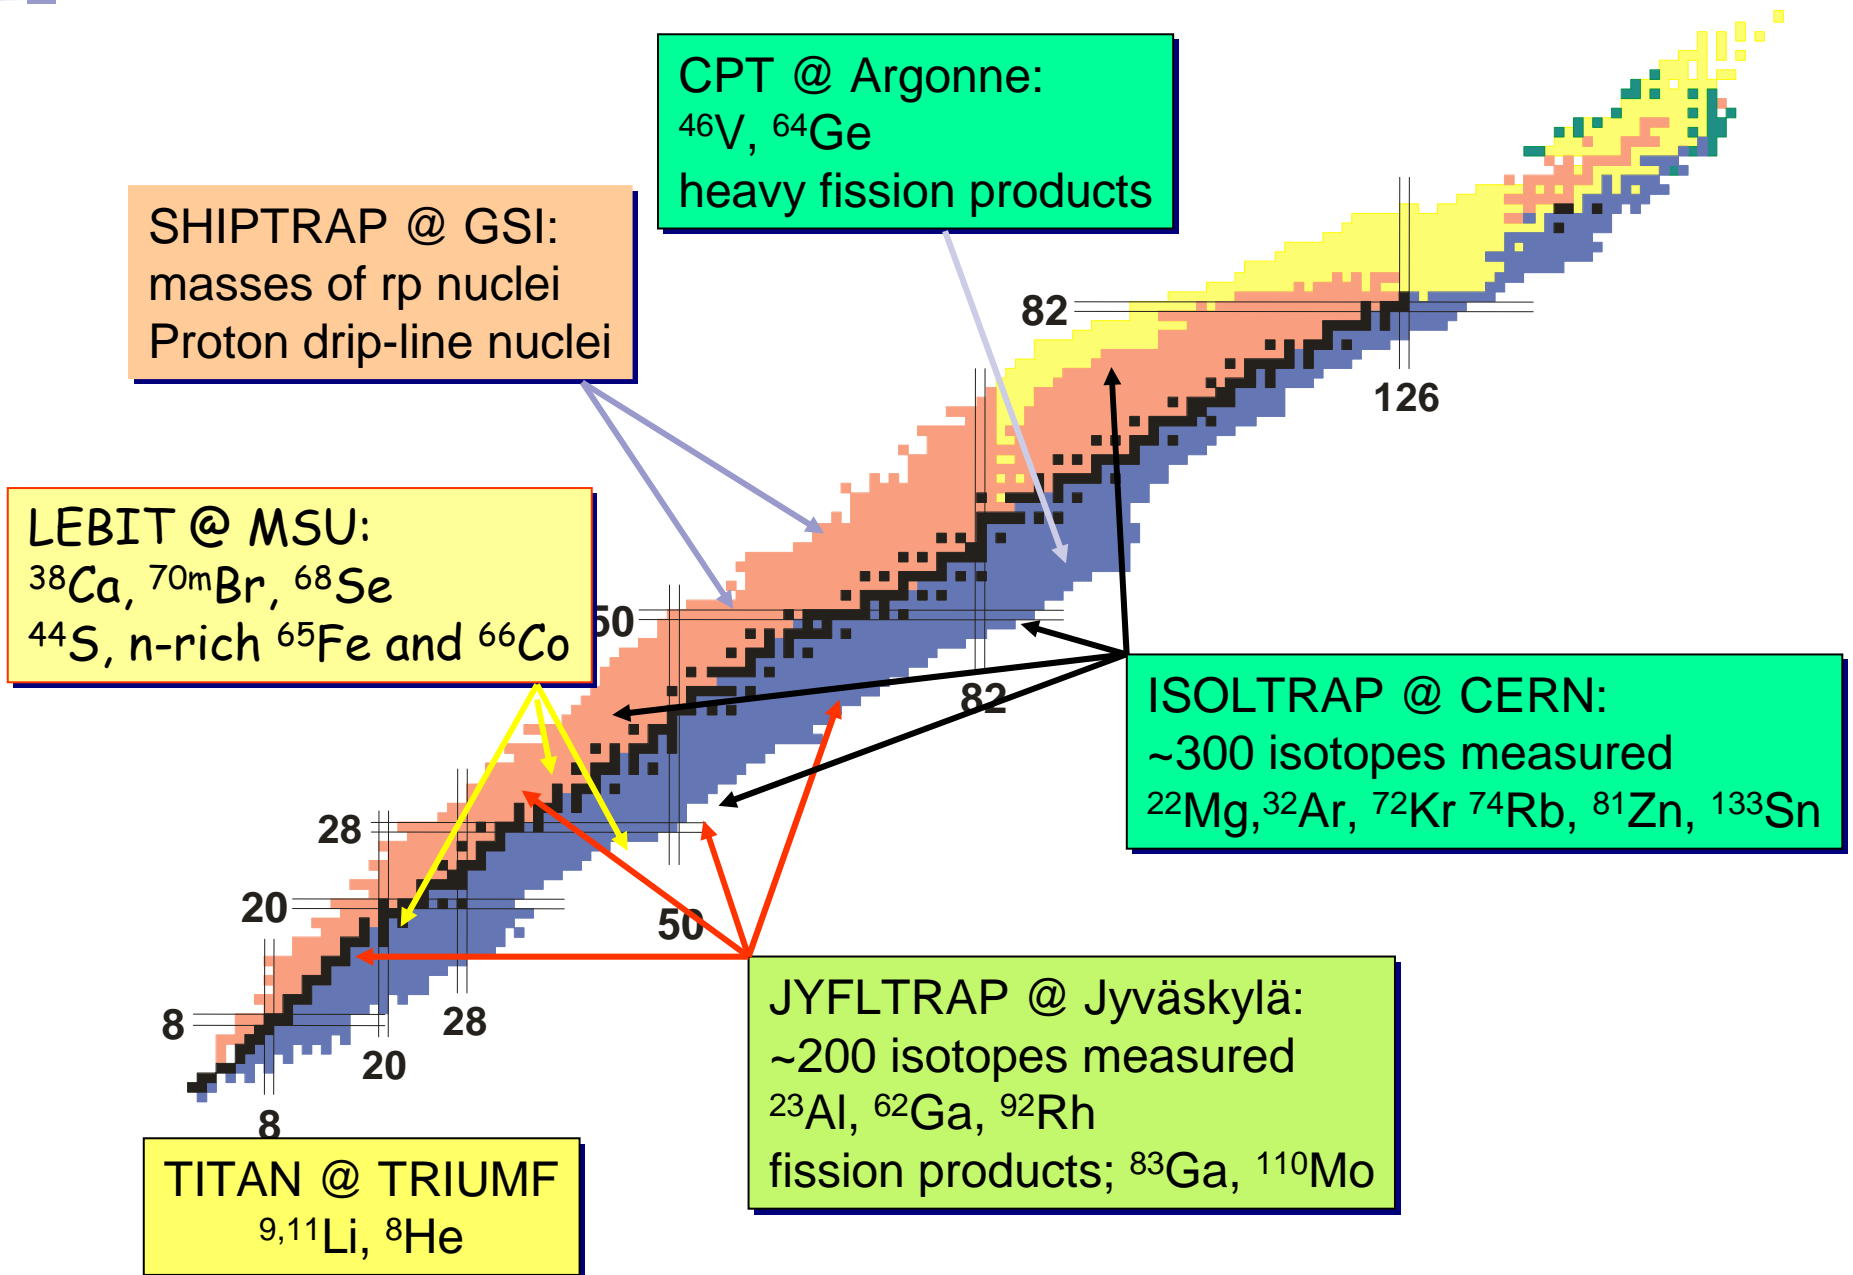 CPT @ Argonne:
⁴⁶V, ⁶⁴Ge
heavy fission products
SHIPTRAP @ GSI:
masses of rp nuclei
Proton drip-line nuclei
82
126
LEBIT @ MSU:
³⁸Ca, ⁷⁰ᵐBr, ⁶⁸Se
⁴⁴S, n-rich ⁶⁵Fe and ⁶⁶Co
50
82
ISOLTRAP @ CERN:
~300 isotopes measured
²²Mg,³²Ar, ⁷²Kr ⁷⁴Rb, ⁸¹Zn, ¹³³Sn
28
20
50
8
28
20
8
JYFLTRAP @ Jyväskylä:
~200 isotopes measured
²³Al, ⁶²Ga, ⁹²Rh
fission products; ⁸³Ga, ¹¹⁰Mo
TITAN @ TRIUMF
⁹,¹¹Li, ⁸He